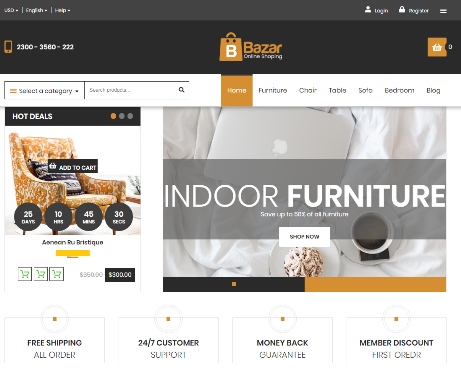 USD English Help Login Register
2300 - 3560 - 222 B Bazar 0
Online Shoping
Select a category Search products... Home Furniture Chair Table Sofa Bedroom Blog
HOT DEALS
ADD TO CART
25 10 45 30
DAYS HRS MINS SECS
Aenean Ru Bristique
$350.00 $300.00
INDOOR FURNITURE
Save up to 50% of all furniture
SHOP NOW
FREE SHIPPING 24/7 CUSTOMER MONEY BACK MEMBER DISCOUNT
ALL ORDER SUPPORT GUARANTEE FIRST OREDR